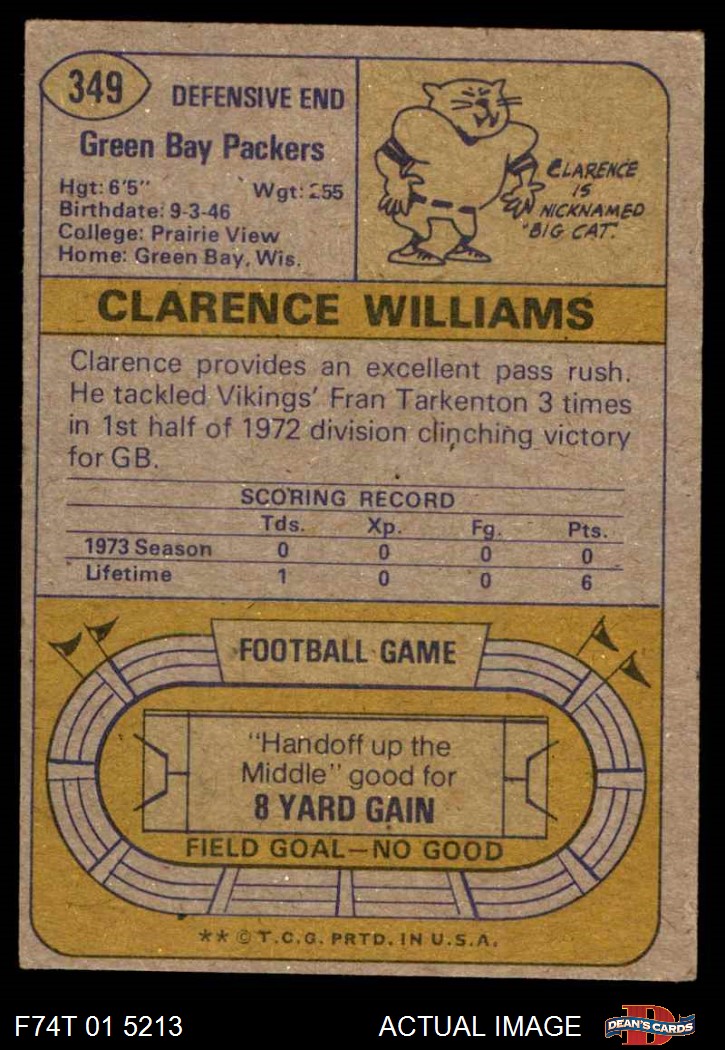 349
DEFENSIVE END
Green Bay Packers
Hgt: 6'5" Wgt: 255
Birthdate: 9-3-46
College: Prairie View
Home: Green Bay, Wis.
CLARENCE
IS
NICKNAMED
"BIG CAT".
CLARENCE WILLIAMS
Clarence provides an excellent pass rush.
He tackled Vikings' Fran Tarkenton 3 times
in 1st half of 1972 division clinching victory
for GB.
SCORING RECORD
Tds. Xp. Fg. Pts.
1973 Season 0 0 0 0
Lifetime 1 0 0 6
FOOTBALL GAME
"Handoff up the
Middle" good for
8 YARD GAIN
FIELD GOAL—NO GOOD
** © T.C.G. PRTD. IN U.S.A.
F74T 01 5213 ACTUAL IMAGE
D
DEAN'S CARDS